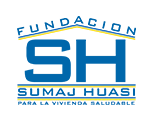 FUNDACION
SH
SUMAJ HUASI
PARA LA VIVIENDA SALUDABLE